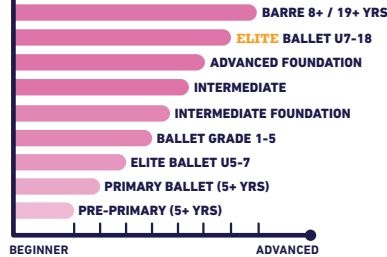 BARRE 8+ / 19+ YRS
ELITE BALLET U7-18
ADVANCED FOUNDATION
INTERMEDIATE
INTERMEDIATE FOUNDATION
BALLET GRADE 1-5
ELITE BALLET U5-7
PRIMARY BALLET (5+ YRS)
PRE-PRIMARY (5+ YRS)
BEGINNER ADVANCED